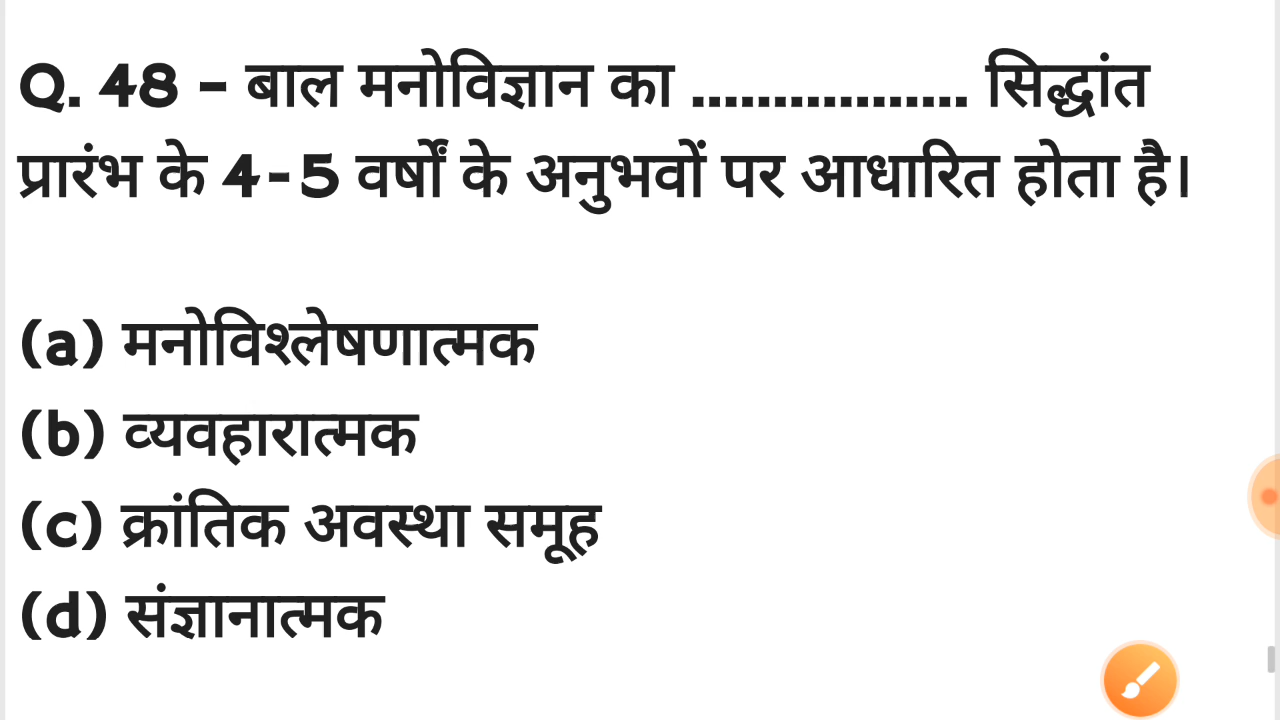 Q. 48 - बाल मनोविज्ञान का ................. सिद्धांत
प्रारंभ के 4-5 वर्षों के अनुभवों पर आधारित होता है।
(a) मनोविश्लेषणात्मक
(b) व्यवहारात्मक
(c) क्रांतिक अवस्था समूह
(d) संज्ञानात्मक